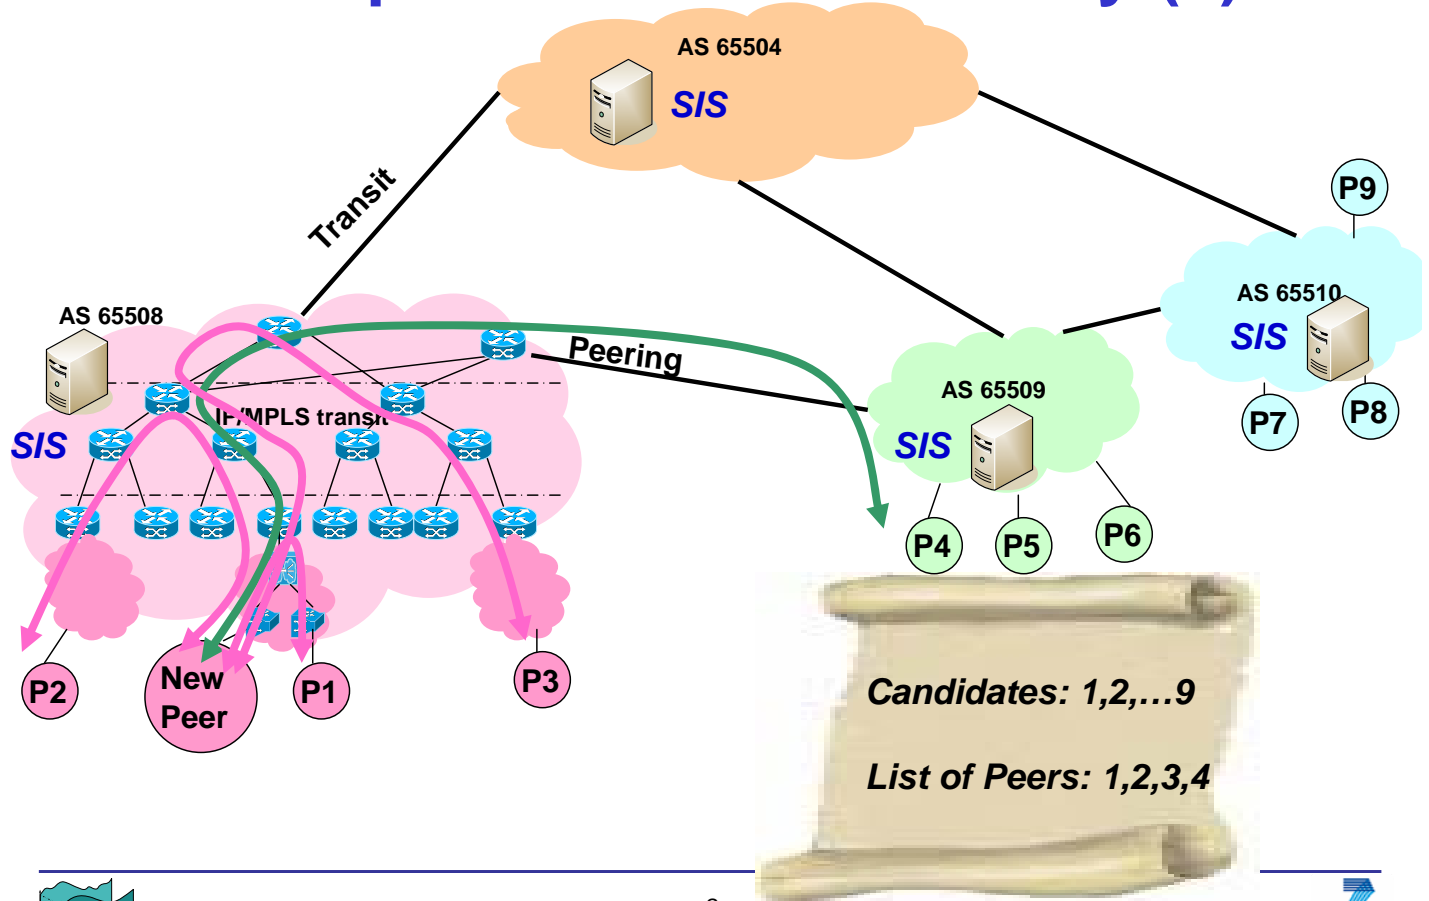 AS 65504
SIS
Transit
P9
AS 65510
SIS
AS 65508
Peering
AS 65509
IP/MPLS transit
SIS
SIS
P7
P8
P4
P5
P6
P2
New
Peer
P1
P3
Candidates: 1,2,…9
List of Peers: 1,2,3,4